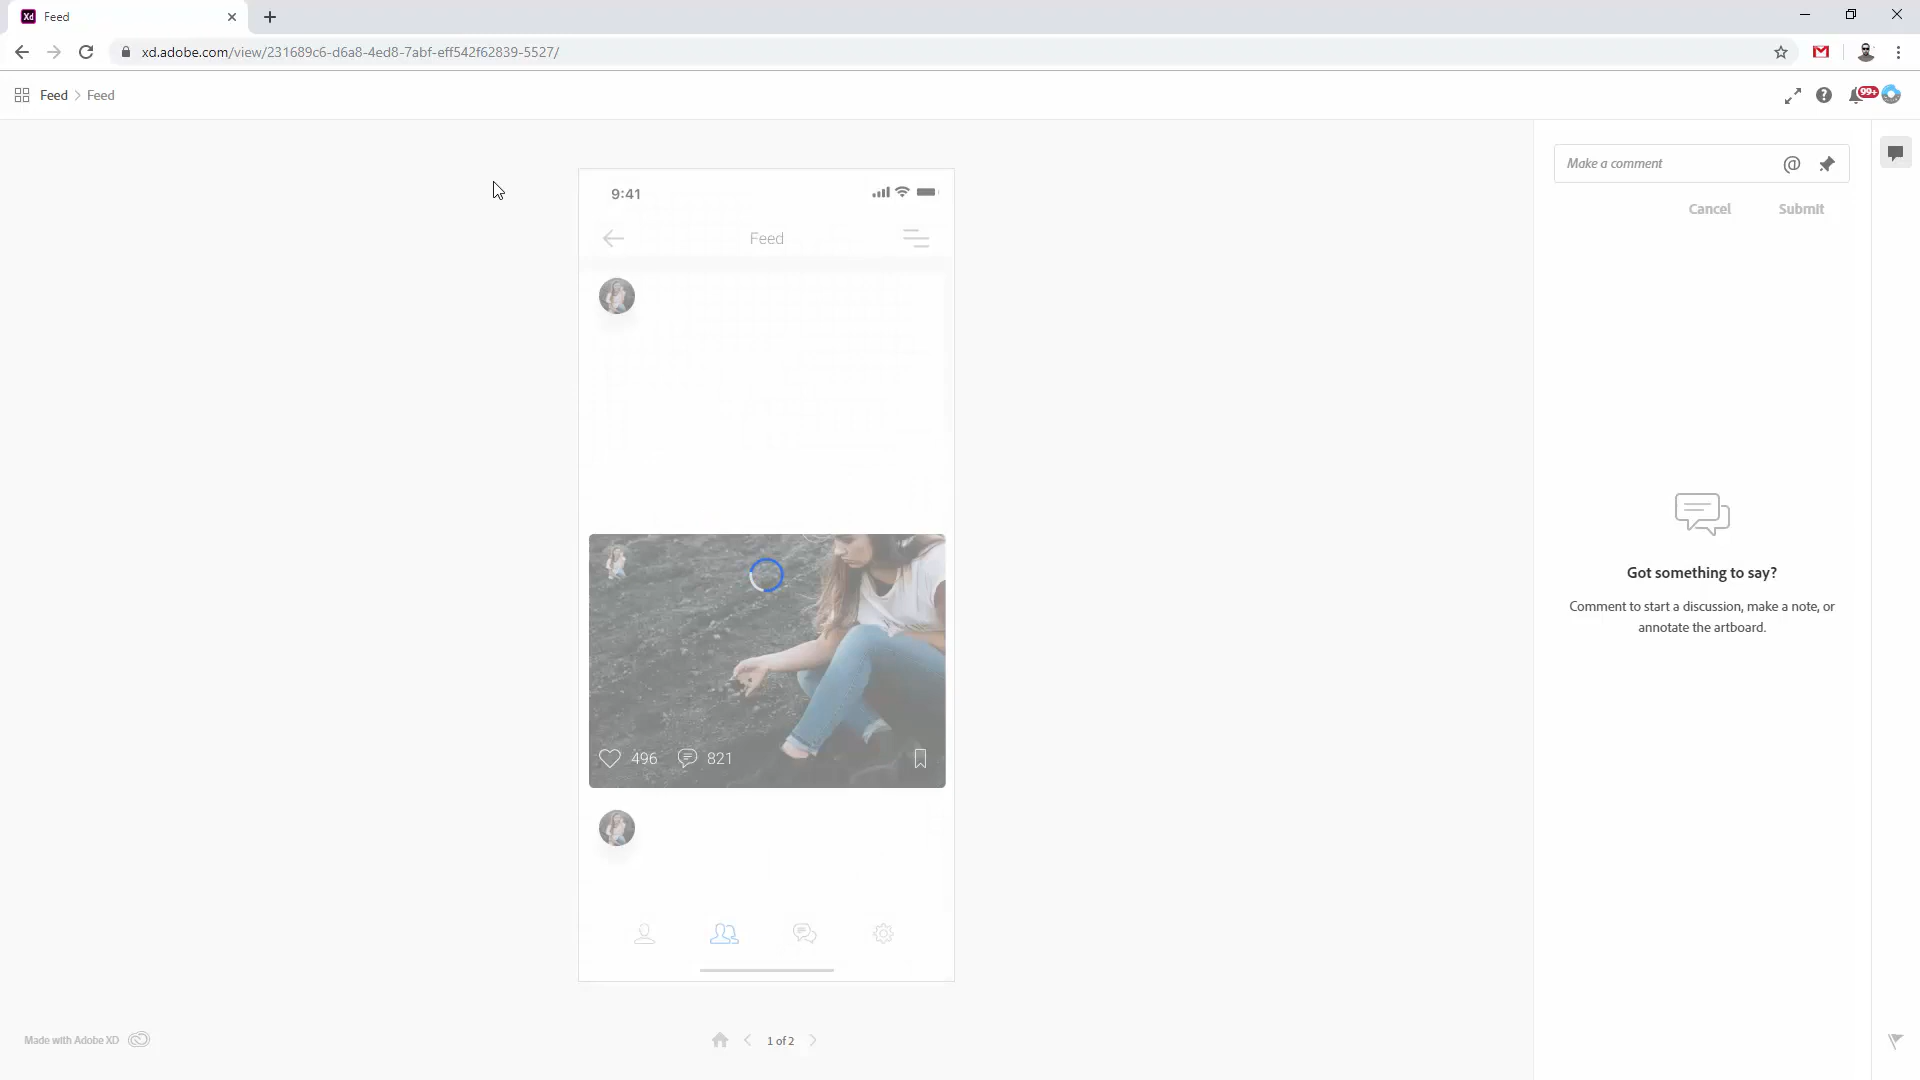 Feed
xd.adobe.com/view/231689c6-d6a8-4ed8-7abf-eff542f62839-5527/
Feed > Feed
99+
9:41
Feed
496 821
Made with Adobe XD
1 of 2
Make a comment @
Cancel Submit
Got something to say?
Comment to start a discussion, make a note, or
annotate the artboard.